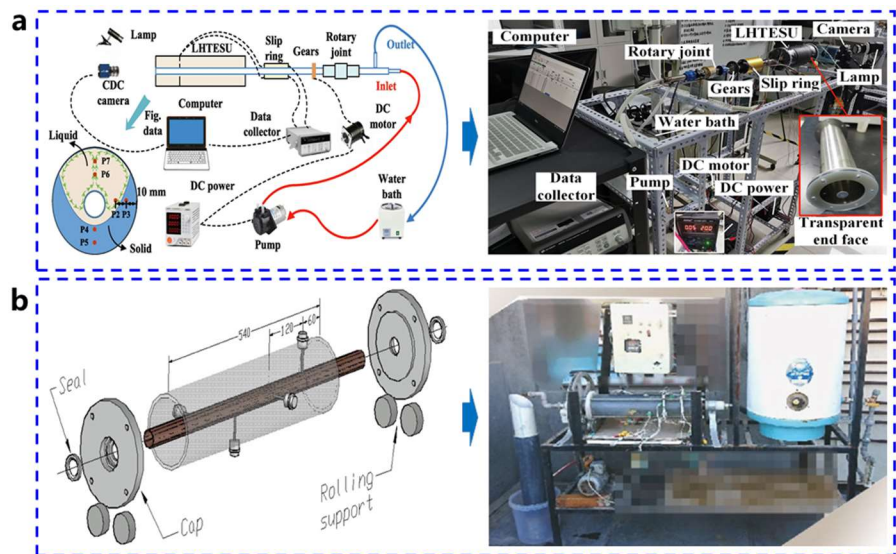 a
Lamp
LHTESU
Slip
ring
Gears
Rotary
joint
Outlet
Inlet
CDC
camera
Fig.
data
Computer
Data
collector
DC
motor
Liquid
P7
P6
10 mm
P2 P3
P4
P5
Solid
DC power
Pump
Water
bath
Computer
Rotary joint
LHTESU
Camera
Gears
Slip ring
Lamp
Water bath
Data
collector
Pump
DC motor
DC power
Transparent
end face
b
540
120
60
Seal
Cap
Rolling
support